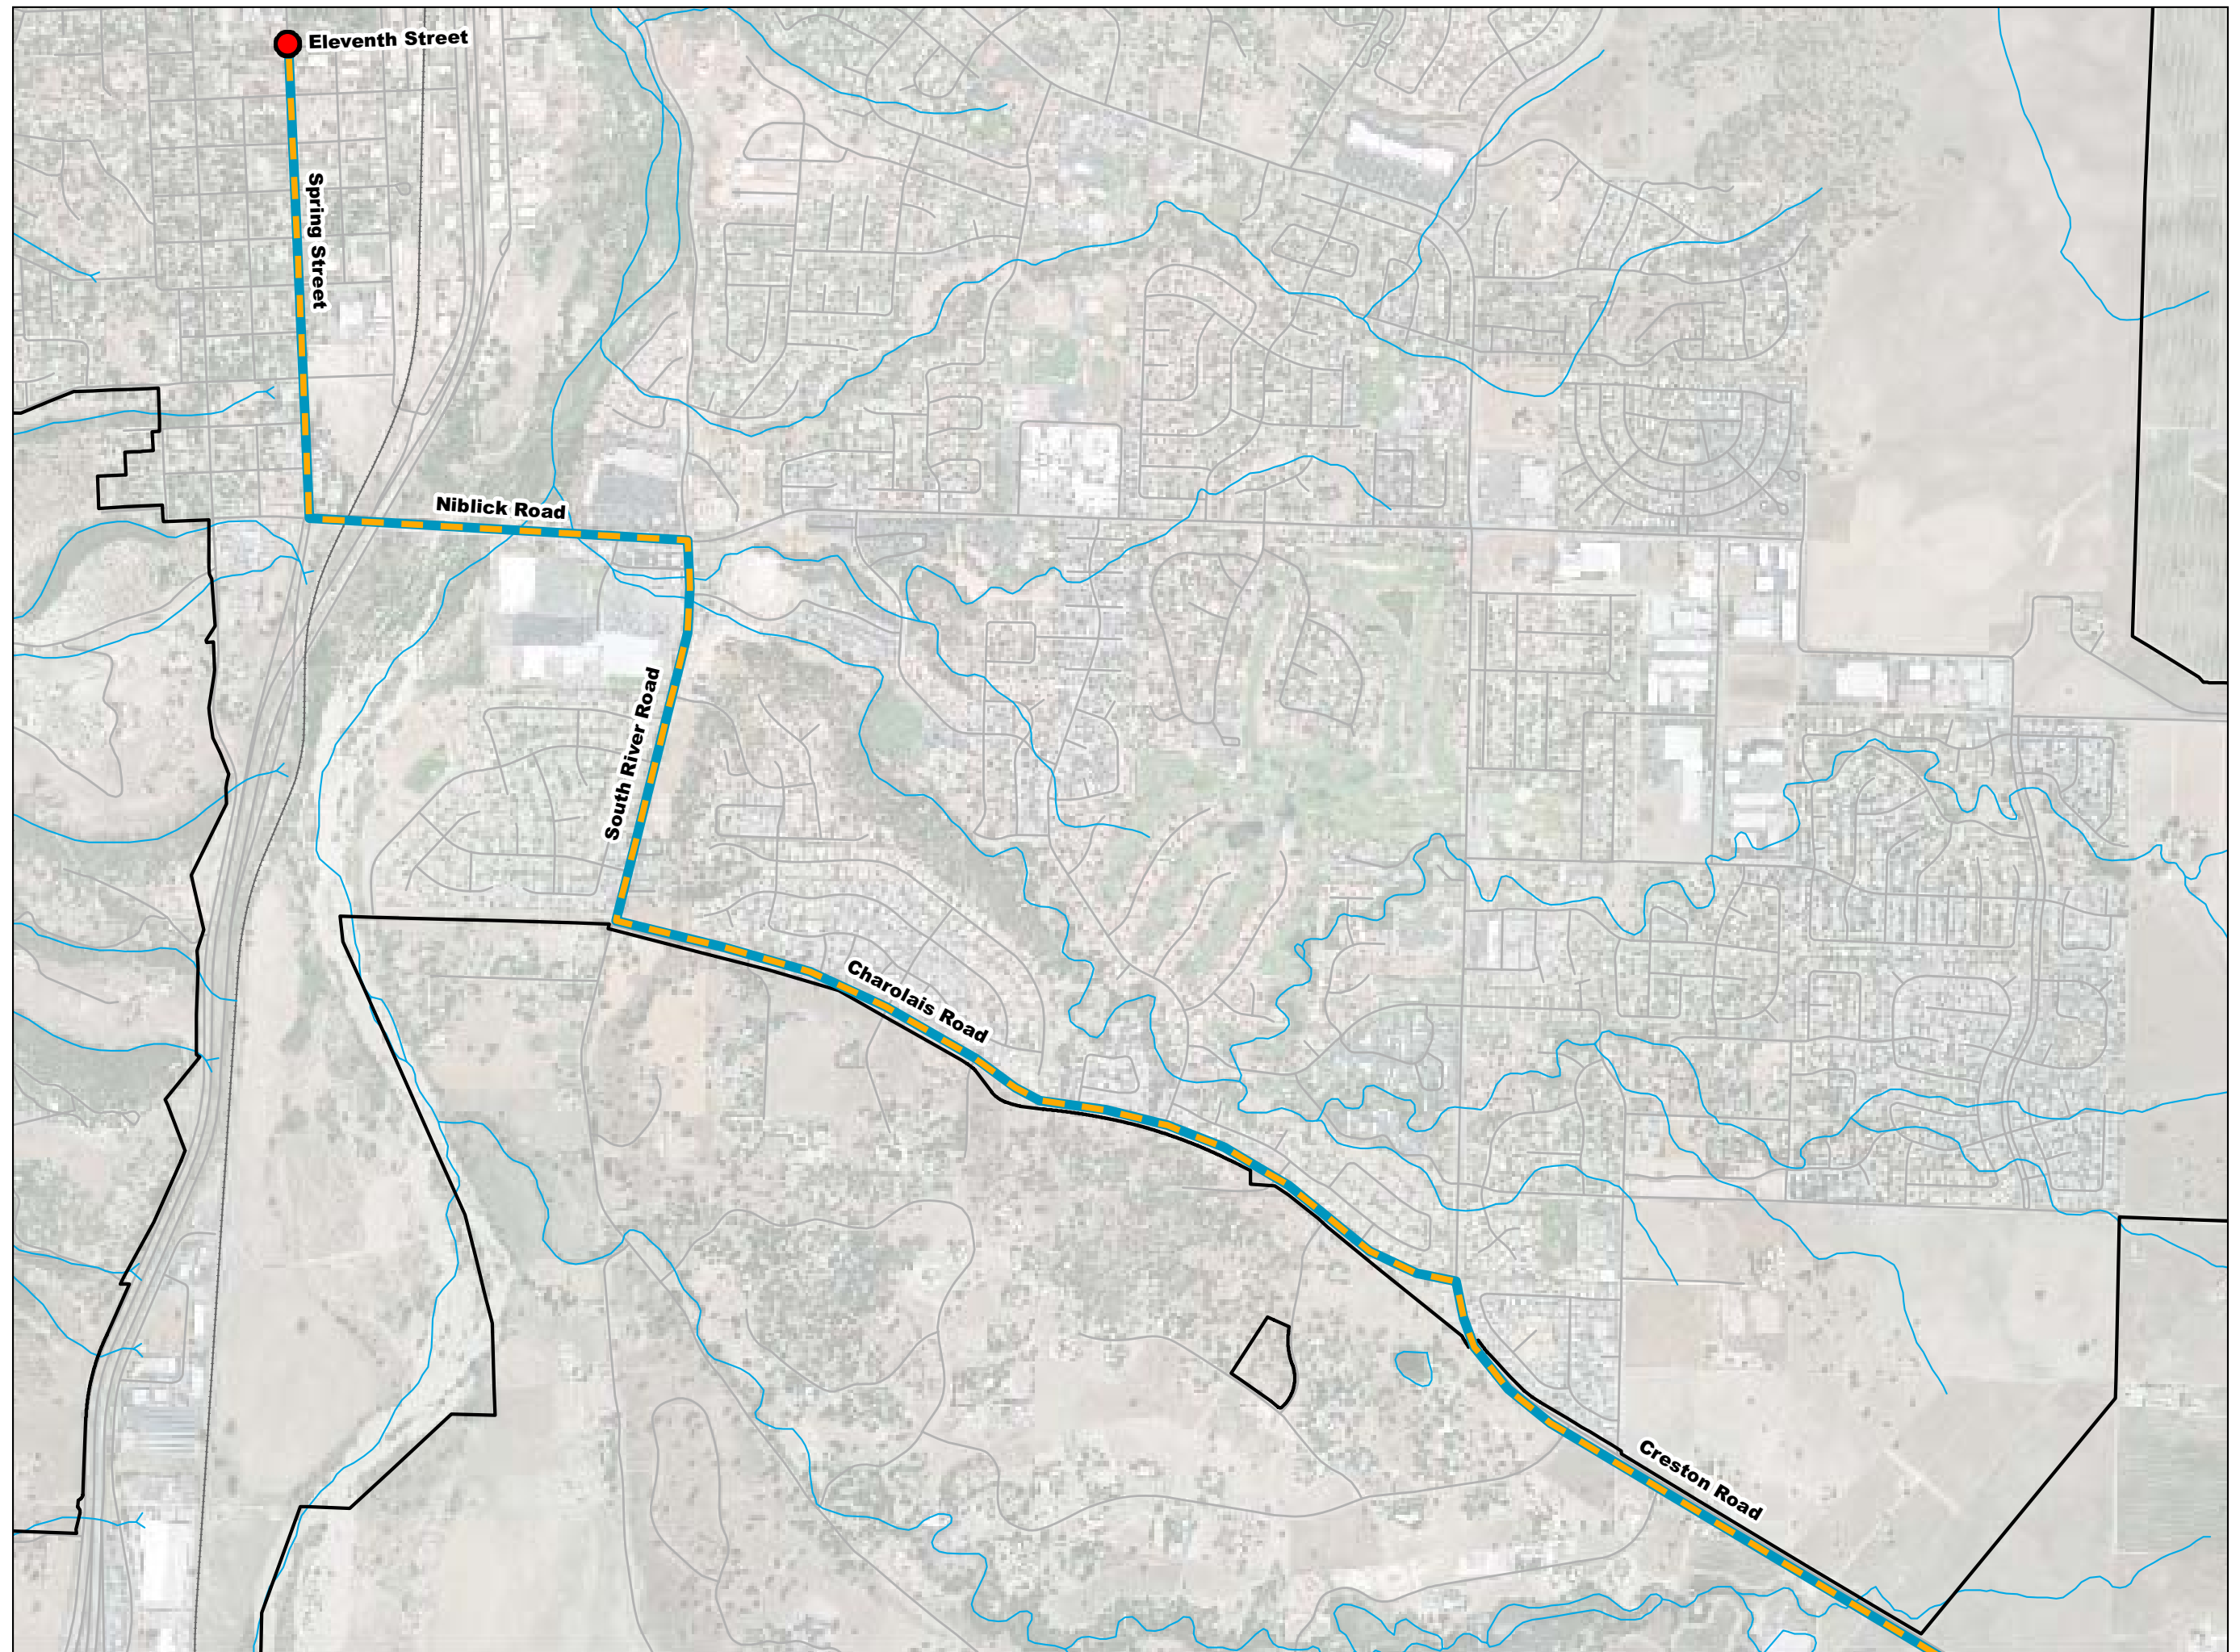 Eleventh Street
Spring Street
Niblick Road
South River Road
Charolais Road
Creston Road